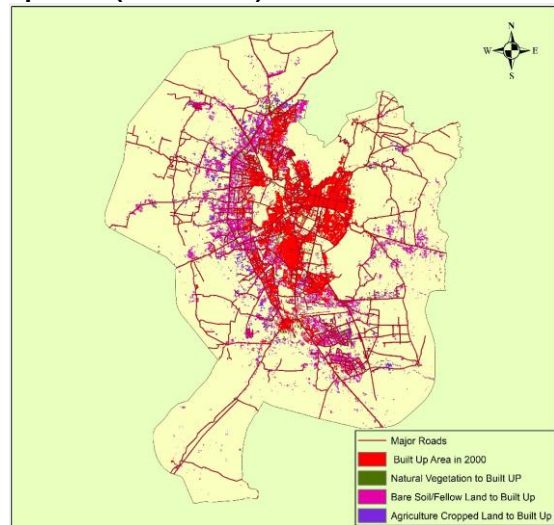 N
W E
S
Major Roads
Built Up Area in 2000
Natural Vegetation to Built UP
Bare Soil/Fellow Land to Built Up
Agriculture Cropped Land to Built Up